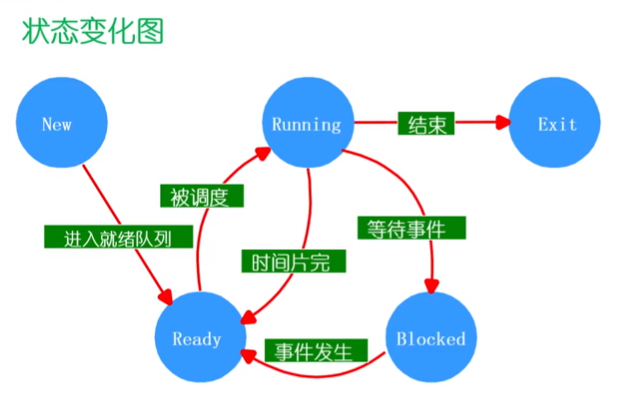 状态变化图
New
Running
结束
Exit
被调度
进入就绪队列
等待事件
时间片完
Ready
事件发生
Blocked